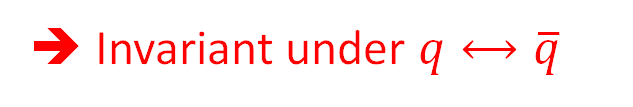 ➔ Invariant under q ⟷ q̅